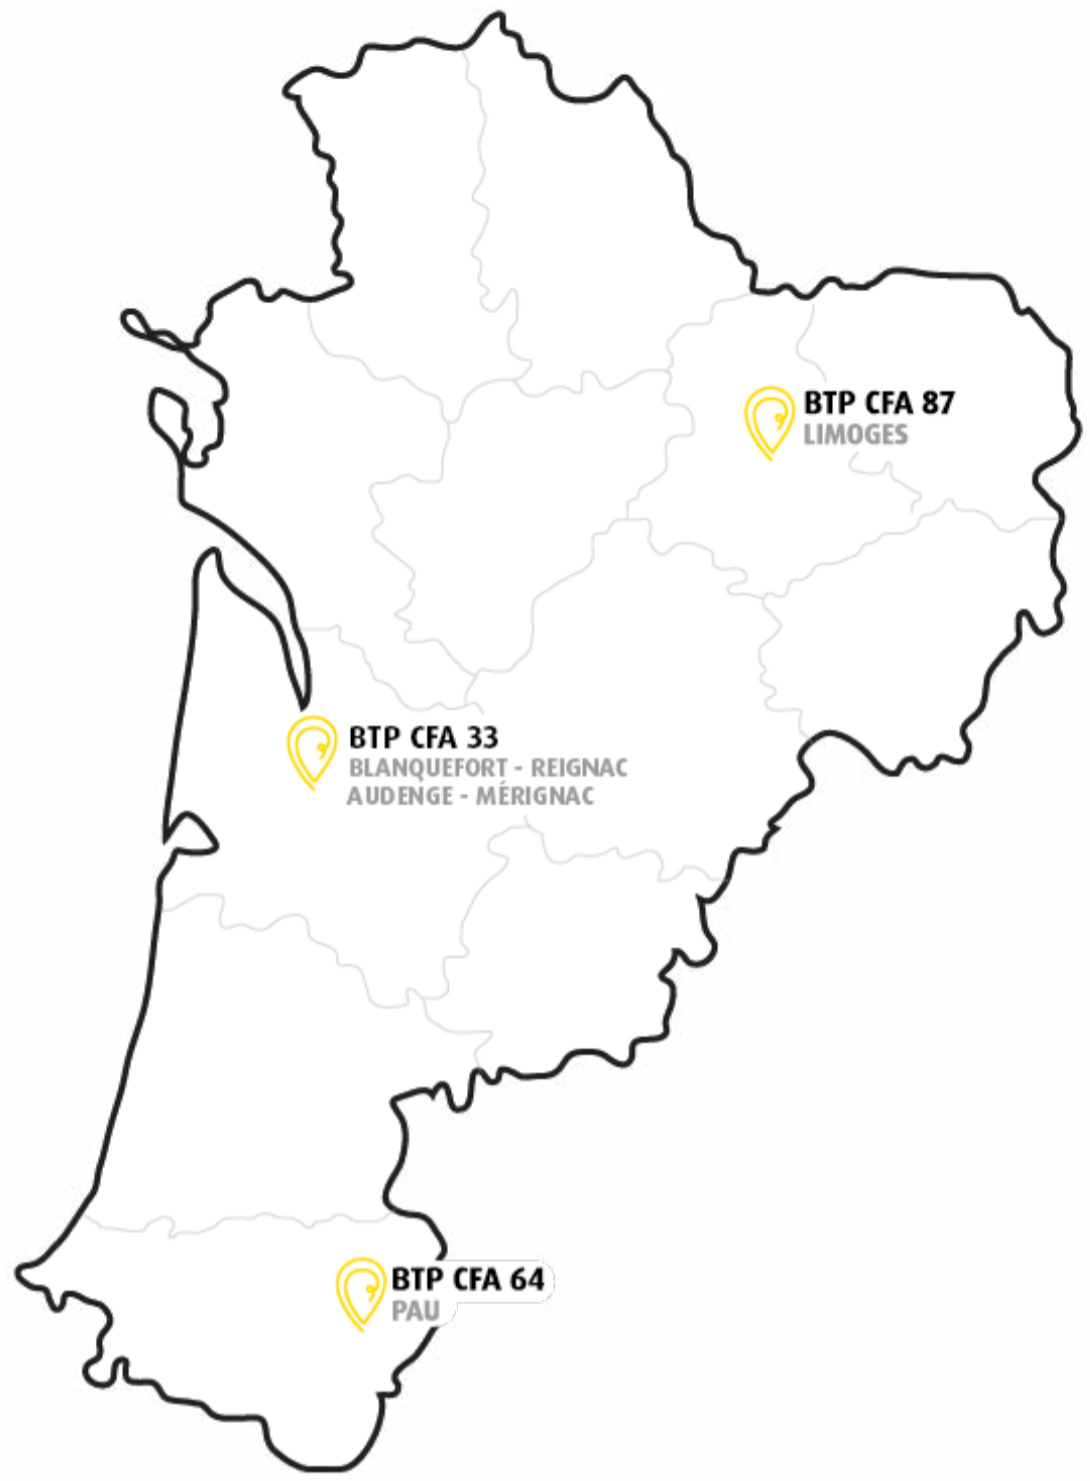 BTP CFA 87
LIMOGES
BTP CFA 33
BLANQUEFORT - REIGNAC
AUDENGE - MÉRIGNAC
BTP CFA 64
PAU